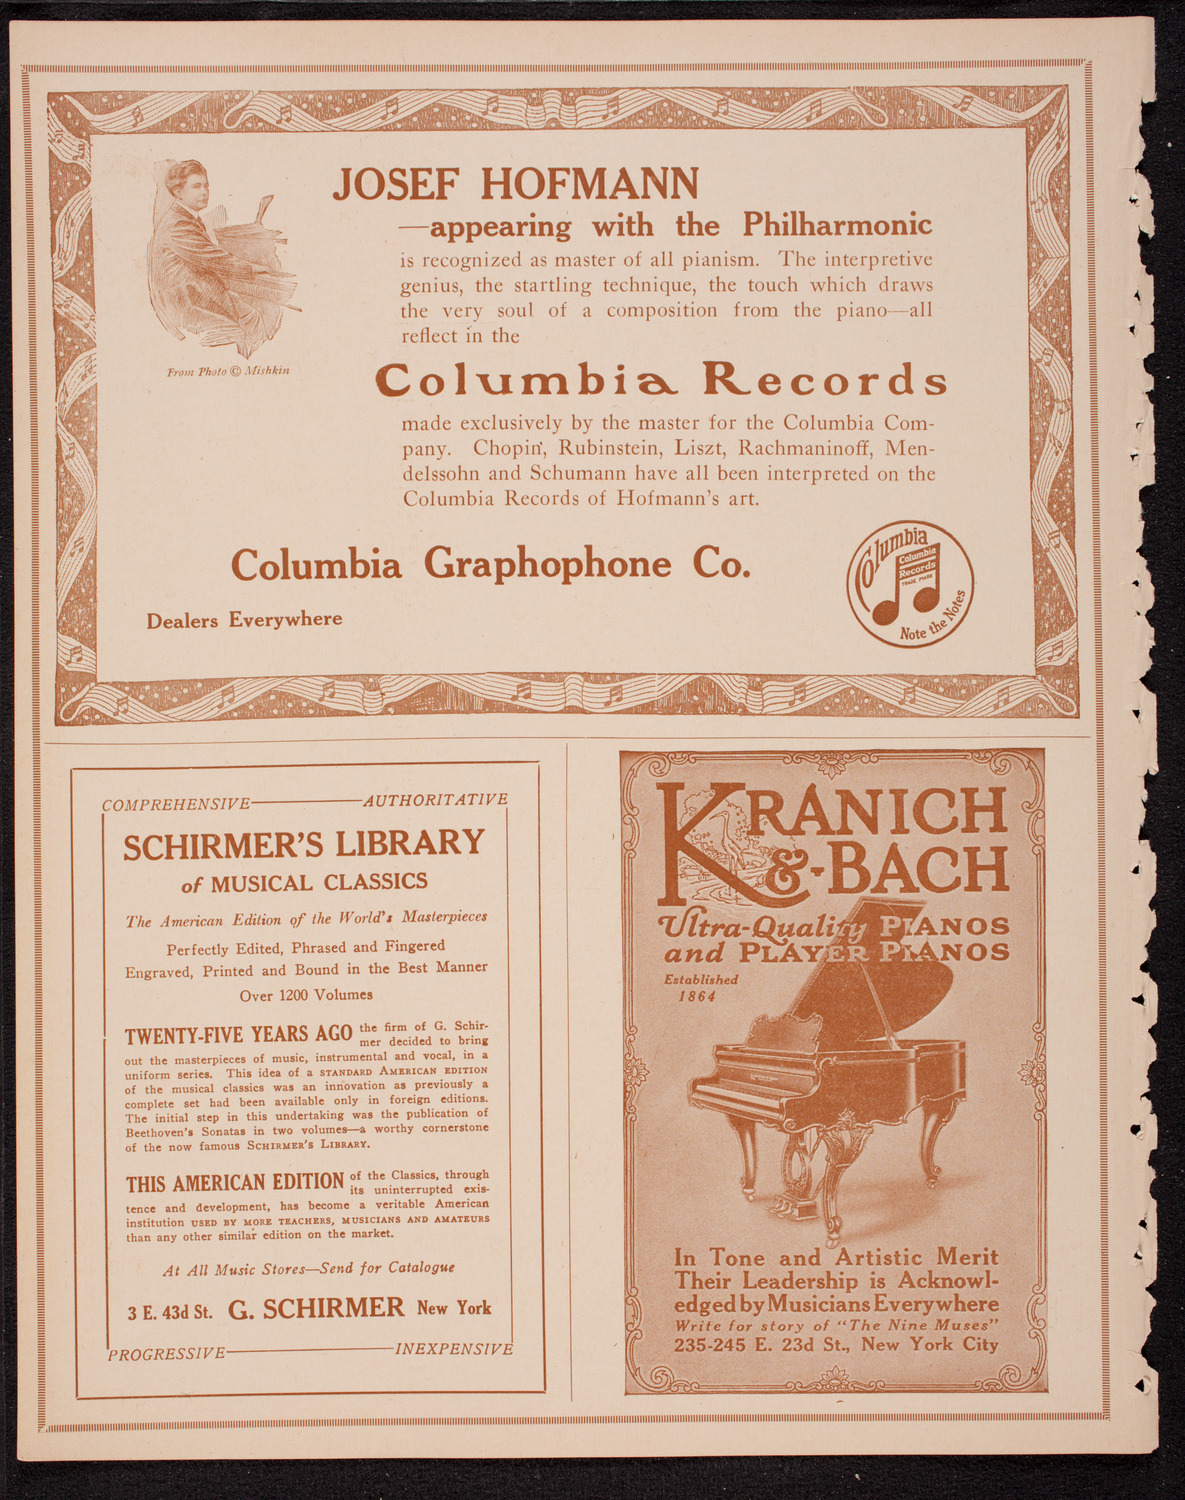 JOSEF HOFMANN
—appearing with the Philharmonic
is recognized as master of all pianism. The interpretive
genius, the startling technique, the touch which draws
the very soul of a composition from the piano—all
reflect in the
From Photo © Mishkin
Columbia Records
made exclusively by the master for the Columbia Com-
pany. Chopin, Rubinstein, Liszt, Rachmaninoff, Men-
delssohn and Schumann have all been interpreted on the
Columbia Records of Hofmann's art.
Columbia Graphophone Co.
Dealers Everywhere
Columbia
Columbia
Records
TRADE MARK
Note the Notes
COMPREHENSIVE—AUTHORITATIVE
SCHIRMER'S LIBRARY
of MUSICAL CLASSICS
The American Edition of the World's Masterpieces
Perfectly Edited, Phrased and Fingered
Engraved, Printed and Bound in the Best Manner
Over 1200 Volumes
TWENTY-FIVE YEARS AGO the firm of G. Schir-
mer decided to bring
out the masterpieces of music, instrumental and vocal, in a
uniform series. This idea of a STANDARD AMERICAN EDITION
of the musical classics was an innovation as previously a
complete set had been available only in foreign editions.
The initial step in this undertaking was the publication of
Beethoven's Sonatas in two volumes—a worthy cornerstone
of the now famous SCHIRMER'S LIBRARY.
THIS AMERICAN EDITION of the Classics, through
its uninterrupted exis-
tence and development, has become a veritable American
institution USED BY MORE TEACHERS, MUSICIANS AND AMATEURS
than any other similar edition on the market.
At All Music Stores—Send for Catalogue
3 E. 43d St. G. SCHIRMER New York
PROGRESSIVE—INEXPENSIVE
KRANICH
&-BACH
Ultra-Quality PIANOS
and PLAYER PIANOS
Established
1864
In Tone and Artistic Merit
Their Leadership is Acknowl-
edged by Musicians Everywhere
Write for story of "The Nine Muses"
235-245 E. 23d St., New York City